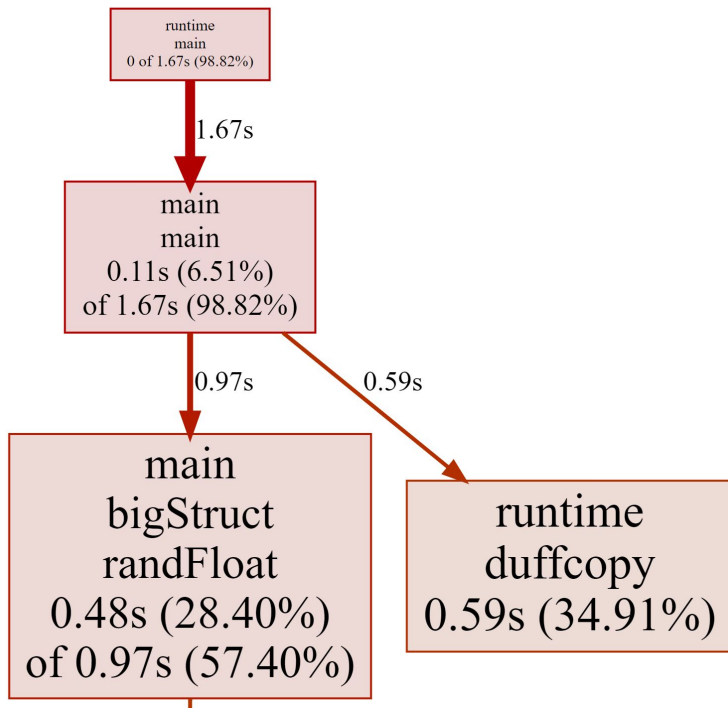 runtime
main
0 of 1.67s (98.82%)
1.67s
main
main
0.11s (6.51%)
of 1.67s (98.82%)
0.97s
0.59s
main
bigStruct
randFloat
0.48s (28.40%)
of 0.97s (57.40%)
runtime
duffcopy
0.59s (34.91%)